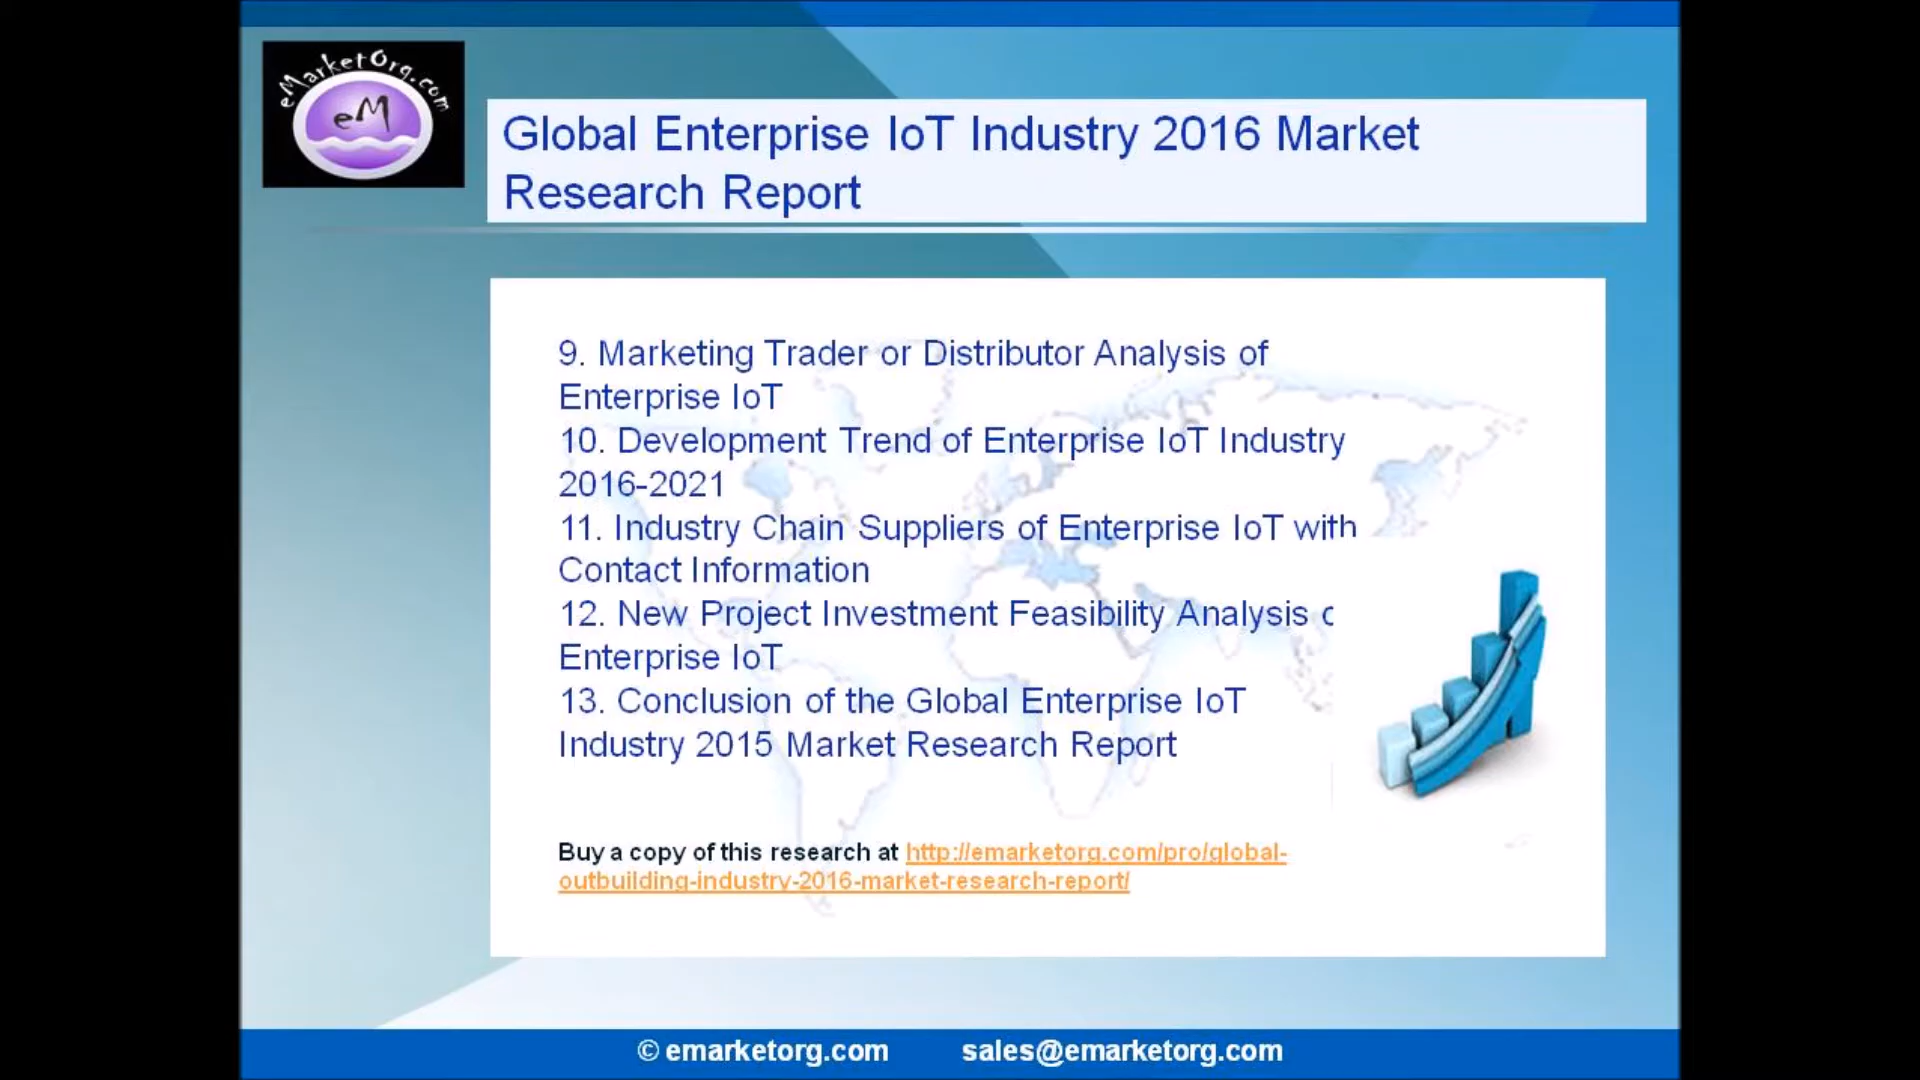 eMarketOrg.com
eM
Global Enterprise IoT Industry 2016 Market
Research Report
9. Marketing Trader or Distributor Analysis of
Enterprise IoT
10. Development Trend of Enterprise IoT Industry
2016-2021
11. Industry Chain Suppliers of Enterprise IoT with
Contact Information
12. New Project Investment Feasibility Analysis
Enterprise IoT
13. Conclusion of the Global Enterprise IoT
Industry 2015 Market Research Report
Buy a copy of this research at http://emarketorg.com/pro/global-
outbuilding-industry-2016-market-research-report/
© emarketorg.com sales@emarketorg.com